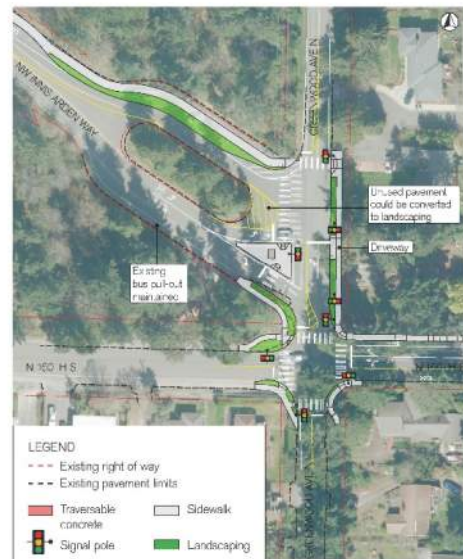 NW INNIS ARDEN WAY
GREENWOOD AVE N
Unused pavement
could be converted
to landscaping
Driveway
Existing
bus pull-out
maintained
LEGEND
Existing right of way
Existing pavement limits
Traversable
concrete
Sidewalk
Signal pole
Landscaping